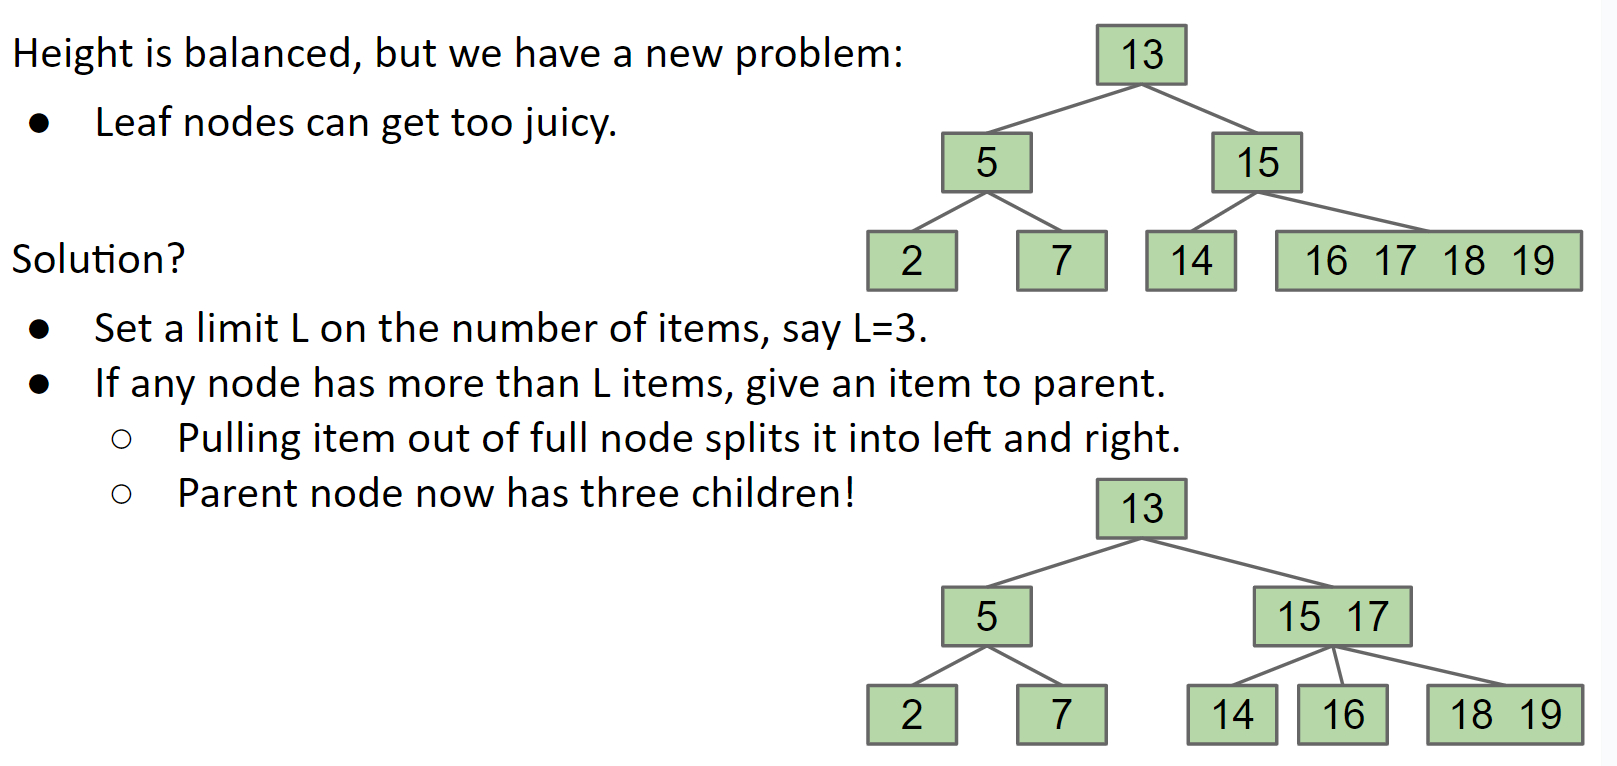 Height is balanced, but we have a new problem:
● Leaf nodes can get too juicy.
Solution?
● Set a limit L on the number of items, say L=3.
● If any node has more than L items, give an item to parent.
○ Pulling item out of full node splits it into left and right.
○ Parent node now has three children!
13
5 15
2 7 14 16 17 18 19
13
5 15 17
2 7 14 16 18 19